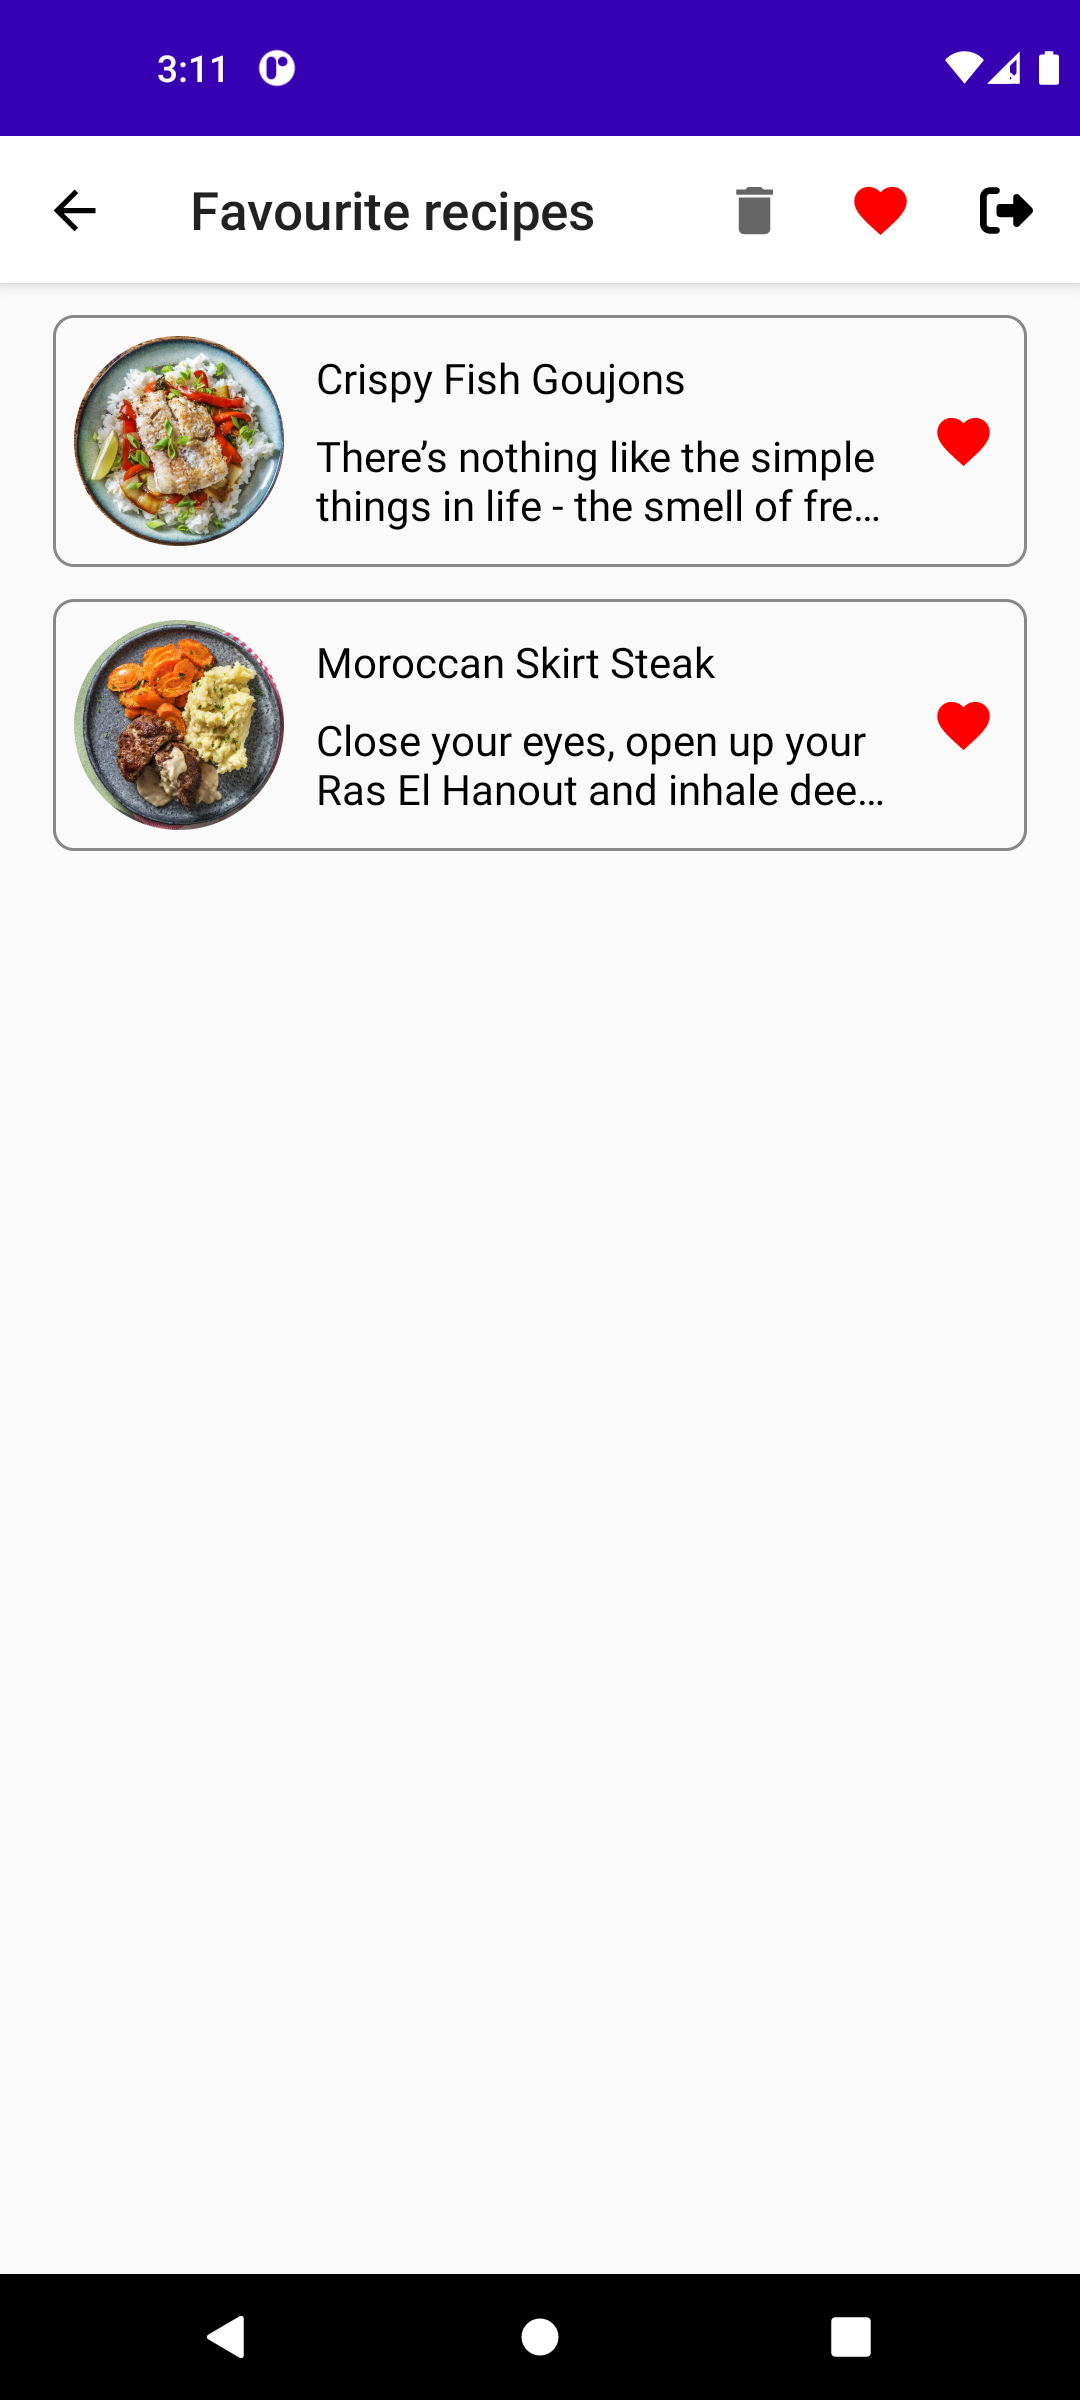 3:11
Favourite recipes
Crispy Fish Goujons
There’s nothing like the simple
things in life - the smell of fre…
Moroccan Skirt Steak
Close your eyes, open up your
Ras El Hanout and inhale dee…